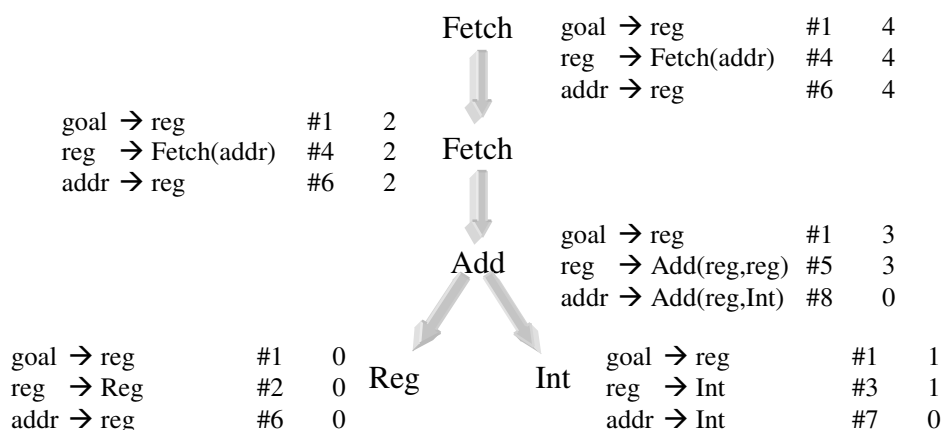 Fetch
goal → reg #1 4
reg → Fetch(addr) #4 4
addr → reg #6 4
goal → reg #1 2
reg → Fetch(addr) #4 2
addr → reg #6 2
Fetch
goal → reg #1 3
reg → Add(reg,reg) #5 3
addr → Add(reg,Int) #8 0
Add
goal → reg #1 0
reg → Reg #2 0
addr → reg #6 0
Reg
Int
goal → reg #1 1
reg → Int #3 1
addr → Int #7 0